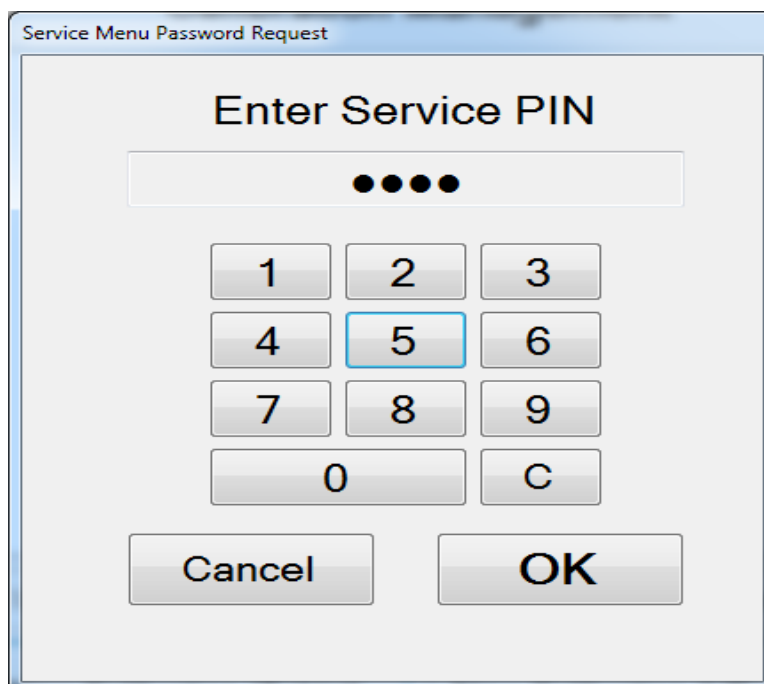 Service Menu Password Request
Enter Service PIN
••••
1 2 3
4 5 6
7 8 9
0 C
Cancel OK